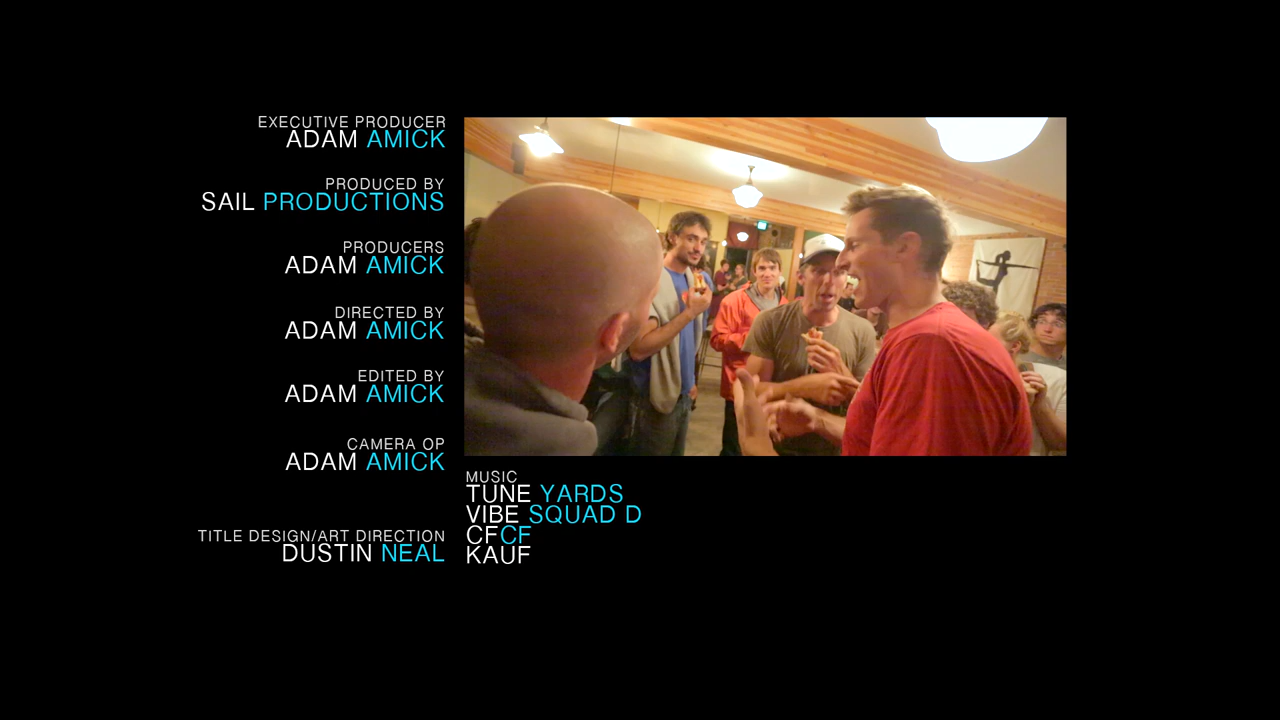 EXECUTIVE PRODUCER
ADAM AMICK
PRODUCED BY
SAIL PRODUCTIONS
PRODUCERS
ADAM AMICK
DIRECTED BY
ADAM AMICK
EDITED BY
ADAM AMICK
CAMERA OP
ADAM AMICK
TITLE DESIGN/ART DIRECTION
DUSTIN NEAL
MUSIC
TUNE YARDS
VIBE SQUAD D
CFCF
KAUF